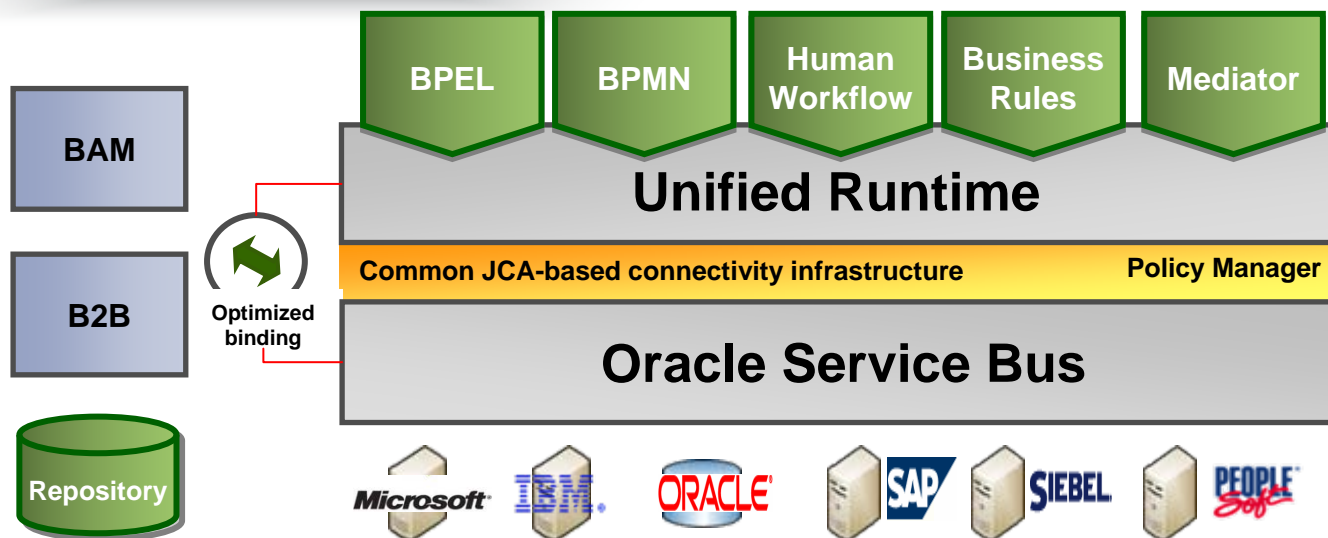 BPEL
BPMN
Human
Workflow
Business
Rules
Mediator
BAM
Unified Runtime
Common JCA-based connectivity infrastructure
Policy Manager
B2B
Optimized
binding
Oracle Service Bus
Repository
Microsoft
IBM.
ORACLE
SAP
SIEBEL
PEOPLE
Soft